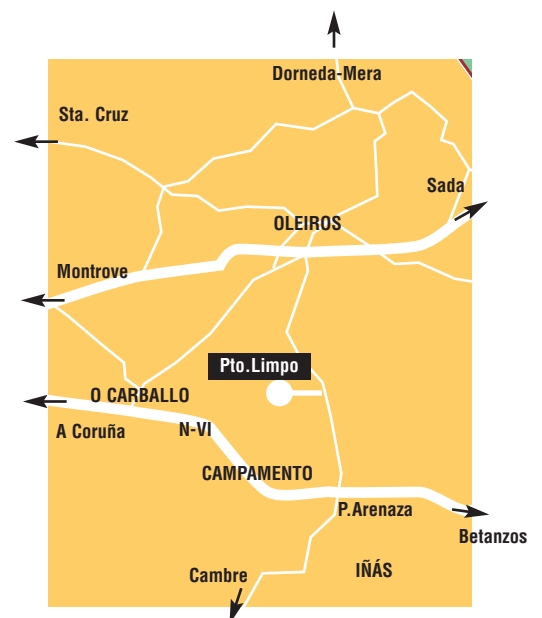 Dorneda-Mera
Sta. Cruz
Sada
OLEIROS
Montrove
Pto.Limpo
O CARBALLO
A Coruña
N-VI
CAMPAMENTO
P.Arenaza
Betanzos
Cambre
IÑÁS